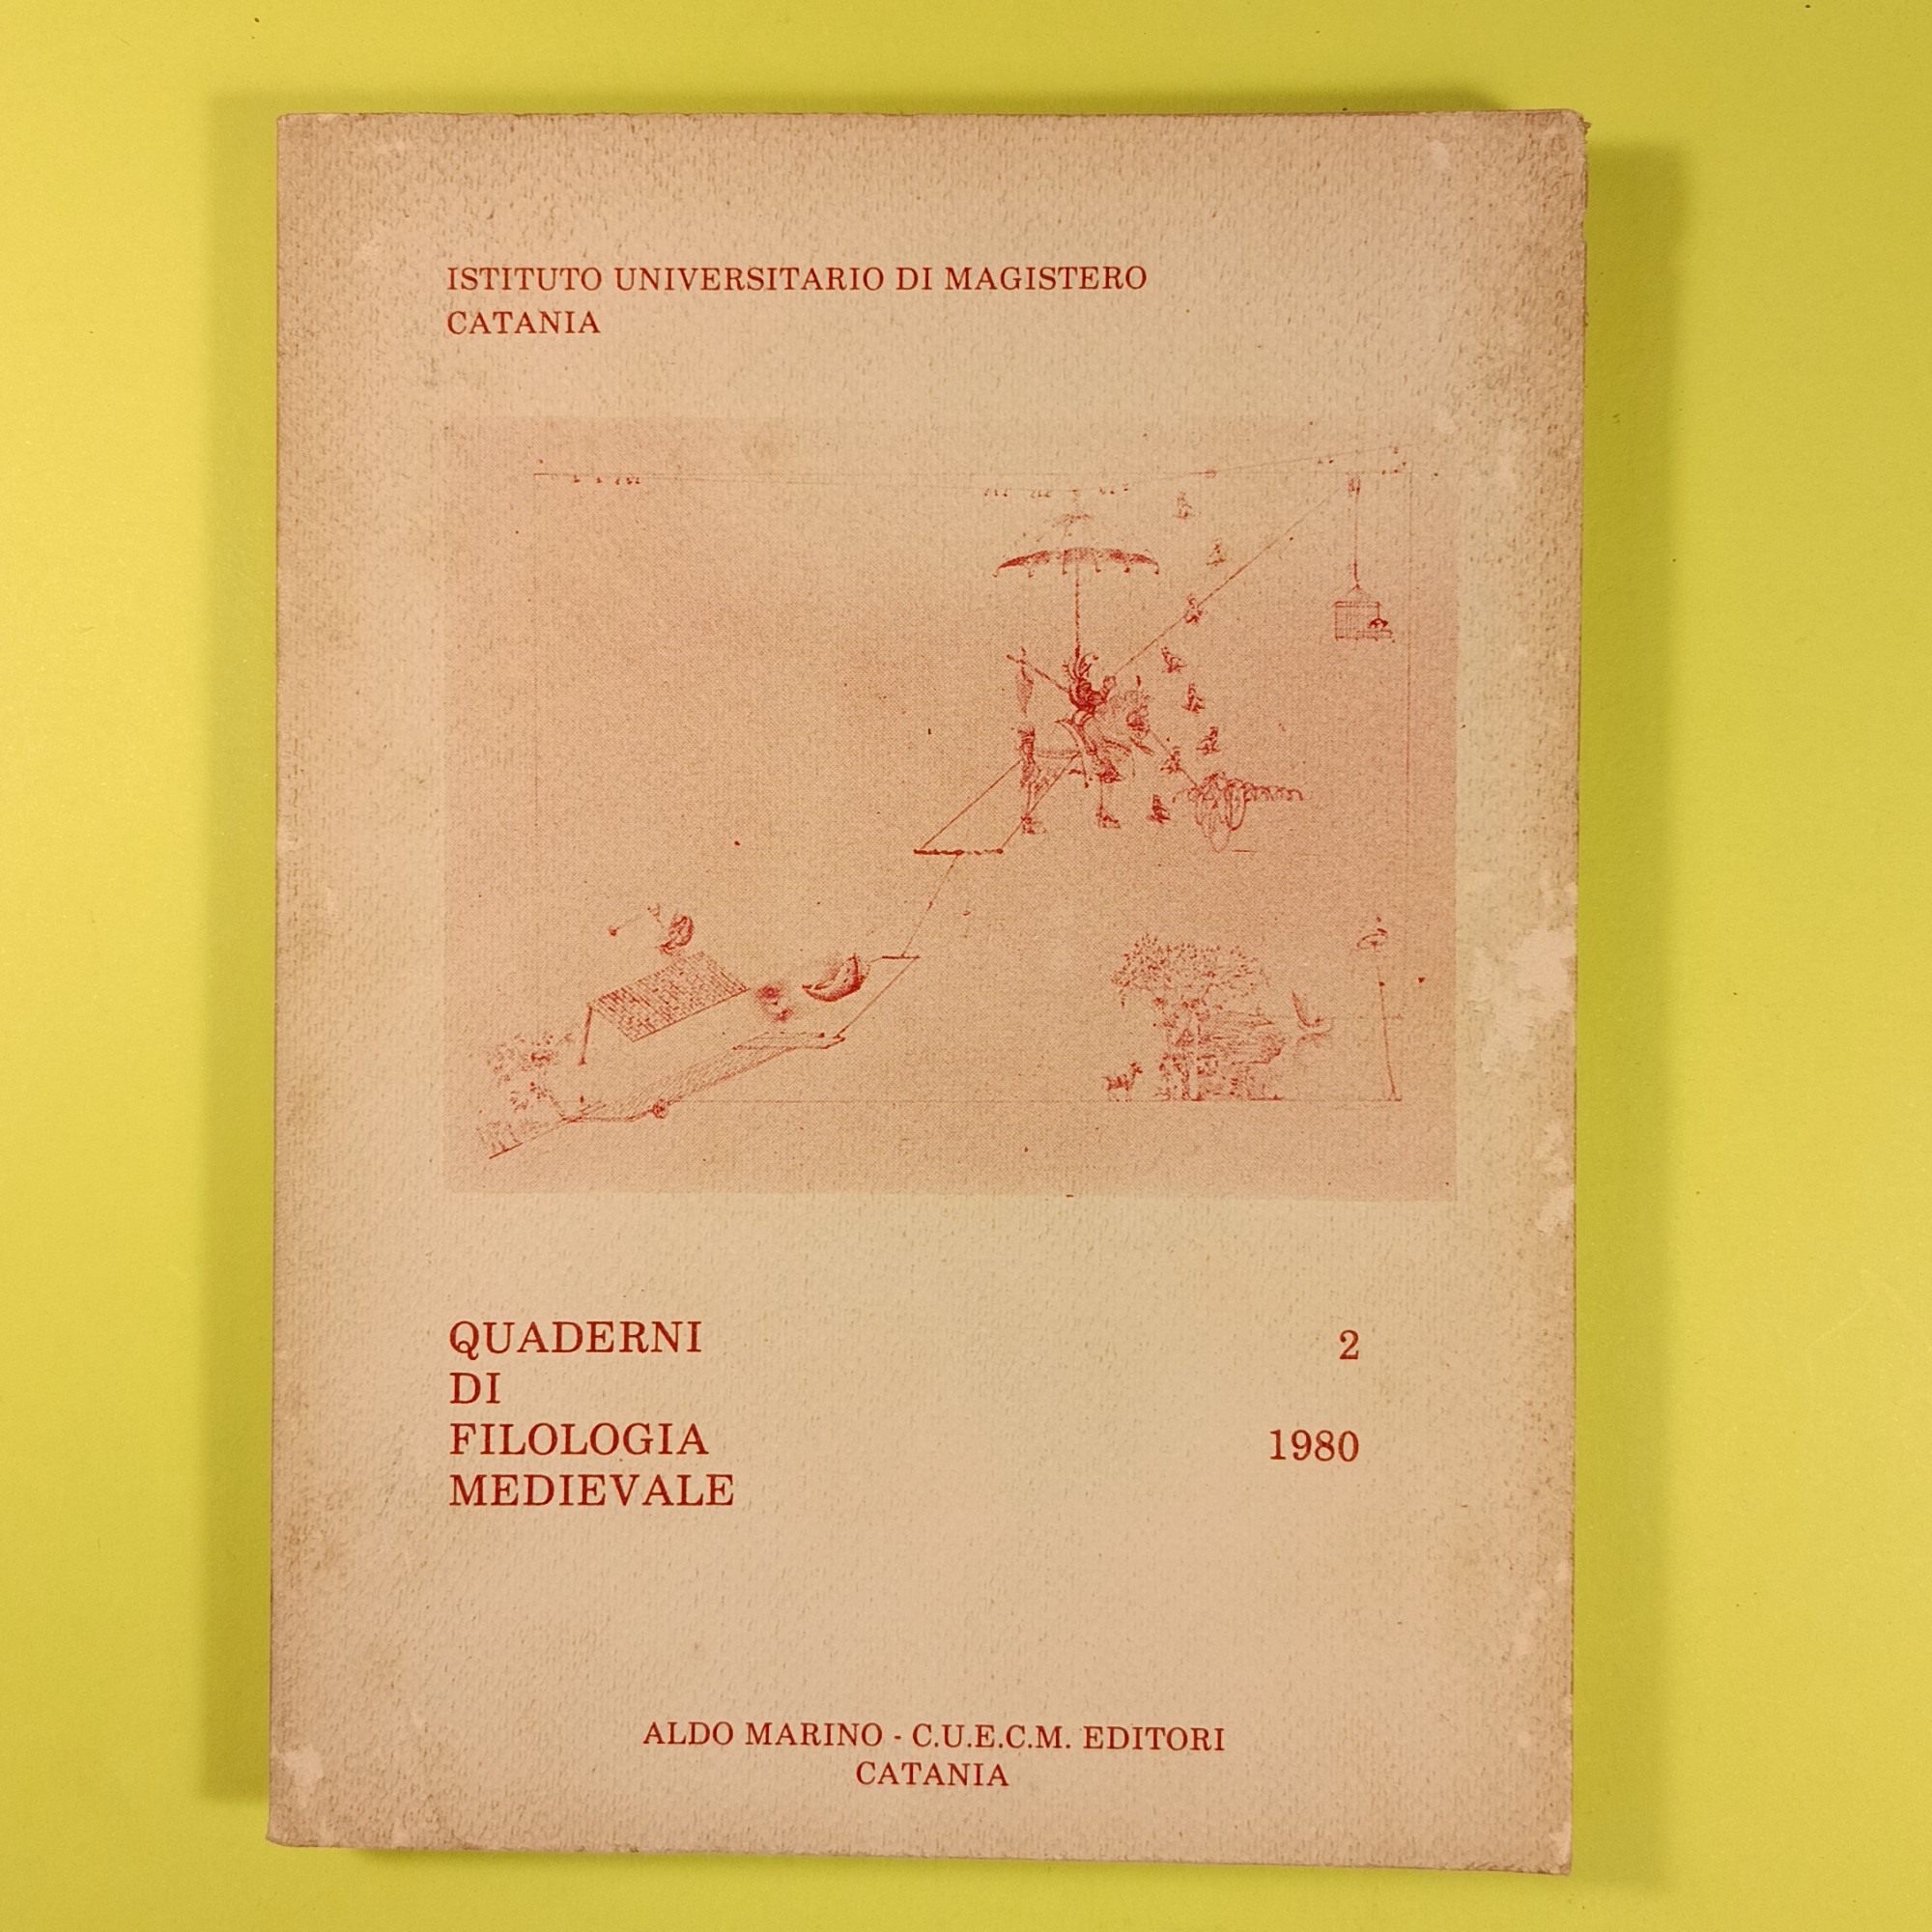 ISTITUTO UNIVERSITARIO DI MAGISTERO
CATANIA
QUADERNI
DI
FILOLOGIA
MEDIEVALE
2
1980
ALDO MARINO - C.U.E.C.M. EDITORI
CATANIA